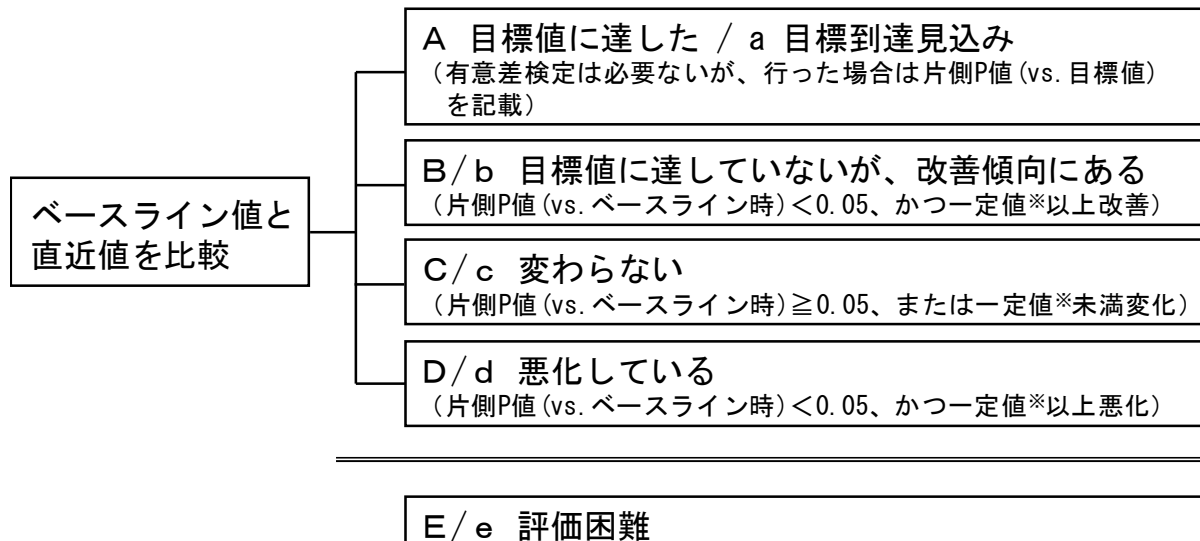 A 目標値に達した / a 目標到達見込み
（有意差検定は必要ないが、行った場合は片側P値(vs.目標値)
を記載）
B/b 目標値に達していないが、改善傾向にある
（片側P値(vs.ベースライン時)＜0.05、かつ一定値※以上改善）
ベースライン値と
直近値を比較
C/c 変わらない
（片側P値(vs.ベースライン時)≧0.05、または一定値※未満変化）
D/d 悪化している
（片側P値(vs.ベースライン時)＜0.05、かつ一定値※以上悪化）
E/e 評価困難